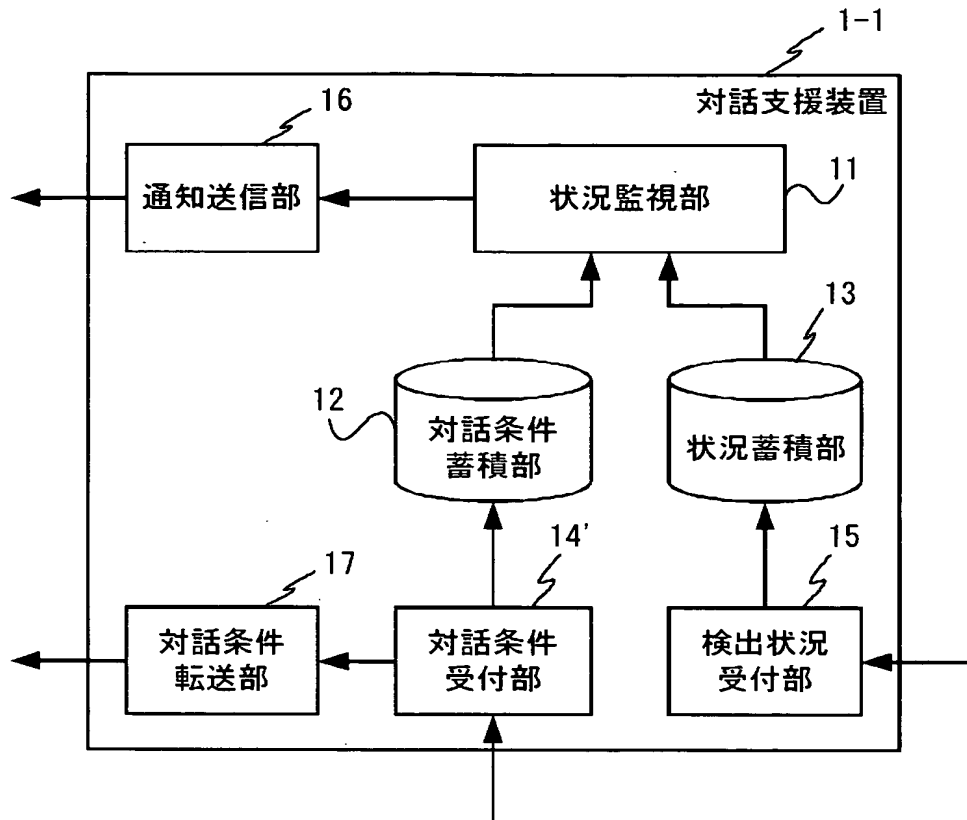 1-1
対話支援装置
16
通知送信部
状況監視部
11
13
12
対話条件
蓄積部
状況蓄積部
17
14'
15
対話条件
転送部
対話条件
受付部
検出状況
受付部